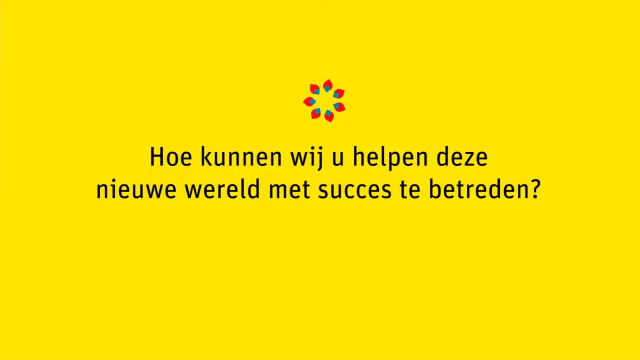 Hoe kunnen wij u helpen deze
nieuwe wereld met succes te betreden?